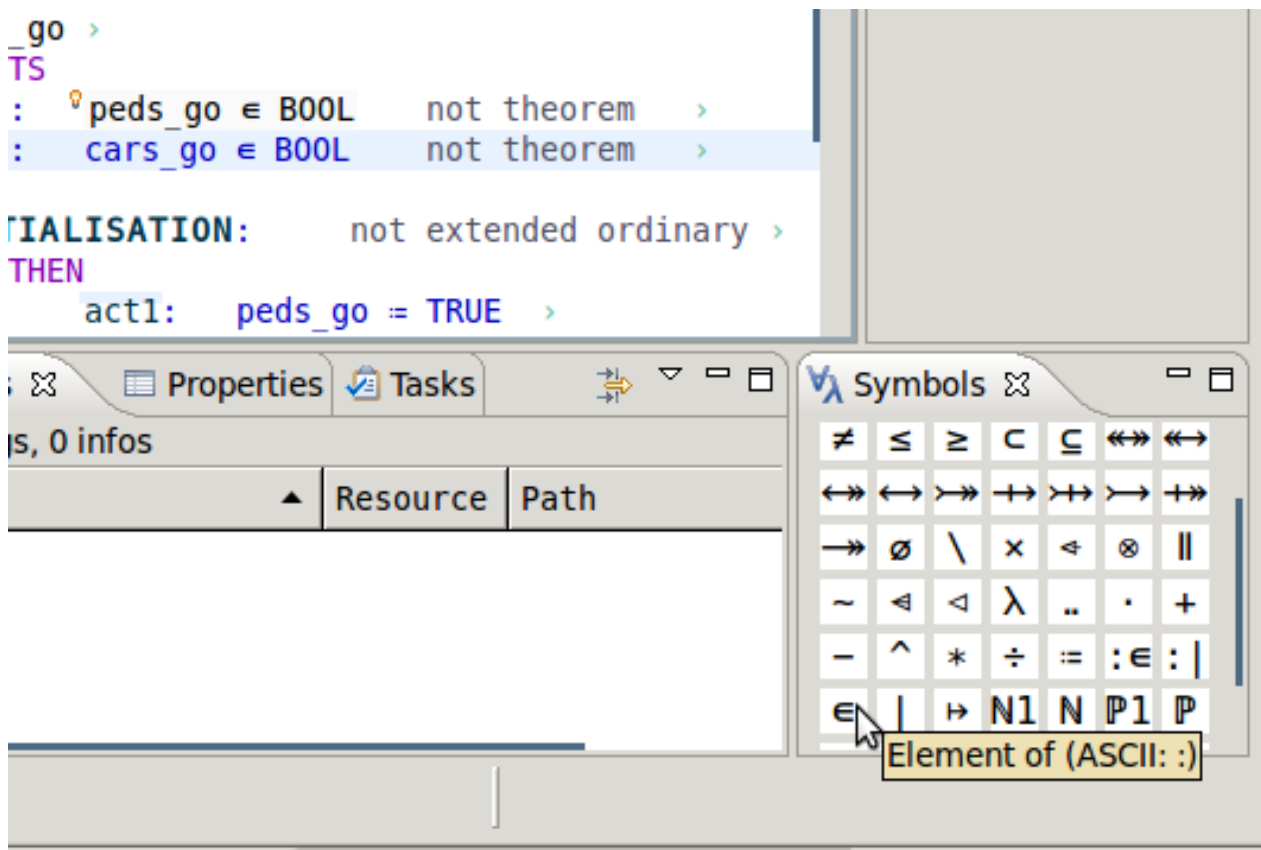 _go ›
TS
: peds_go ∈ BOOL not theorem ›
: cars_go ∈ BOOL not theorem ›
TIALISATION: not extended ordinary ›
THEN
act1: peds_go ≔ TRUE ›
s Properties Tasks
gs, 0 infos
Resource Path
Symbols
≠ ≤ ≥ ⊂ ⊆  
 ↔ ⤖ ⇸ ⤔ ↣ ⤀
↠ ∅ \ × ⊗ ∥
∼ ⩤ ◁ λ ‥ · +
− ^ ∗ ÷ ≔ :∈ :∣
∈ ∣ ↦ ℕ1 ℕ ℙ1 ℙ
Element of (ASCII: :)